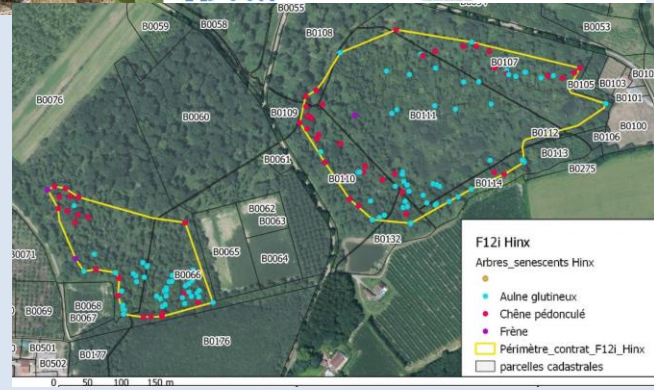 B0055
B0059
B0058
B0108
B0053
B0107
B0076
B0105
B0103
B0101
B0060
B0109
B0111
B0100
B0112
B0106
B0113
B0061
B0275
B0110
B0114
B0062
B0063
B0132
B0071
B0065
B0064
B0066
B0069
B0068
B0067
B0176
B0501
B0177
B0502
0 50 100 150 m
F12i Hinx
Arbres_senescents Hinx
Aulne glutineux
Chêne pédonculé
Frêne
Périmètre_contrat_F12i_Hinx
parcelles cadastrales